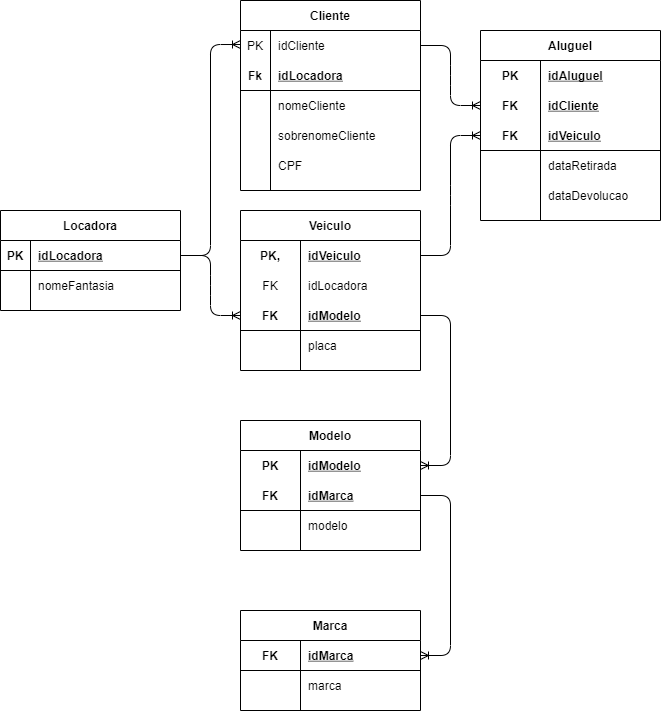 Cliente
PK idCliente
Fk idLocadora
nomeCliente
sobrenomeCliente
CPF
Aluguel
PK idAluguel
FK idCliente
FK idVeiculo
dataRetirada
dataDevolucao
Locadora
PK idLocadora
nomeFantasia
Veiculo
PK, idVeiculo
FK idLocadora
FK idModelo
placa
Modelo
PK idModelo
FK idMarca
modelo
Marca
FK idMarca
marca